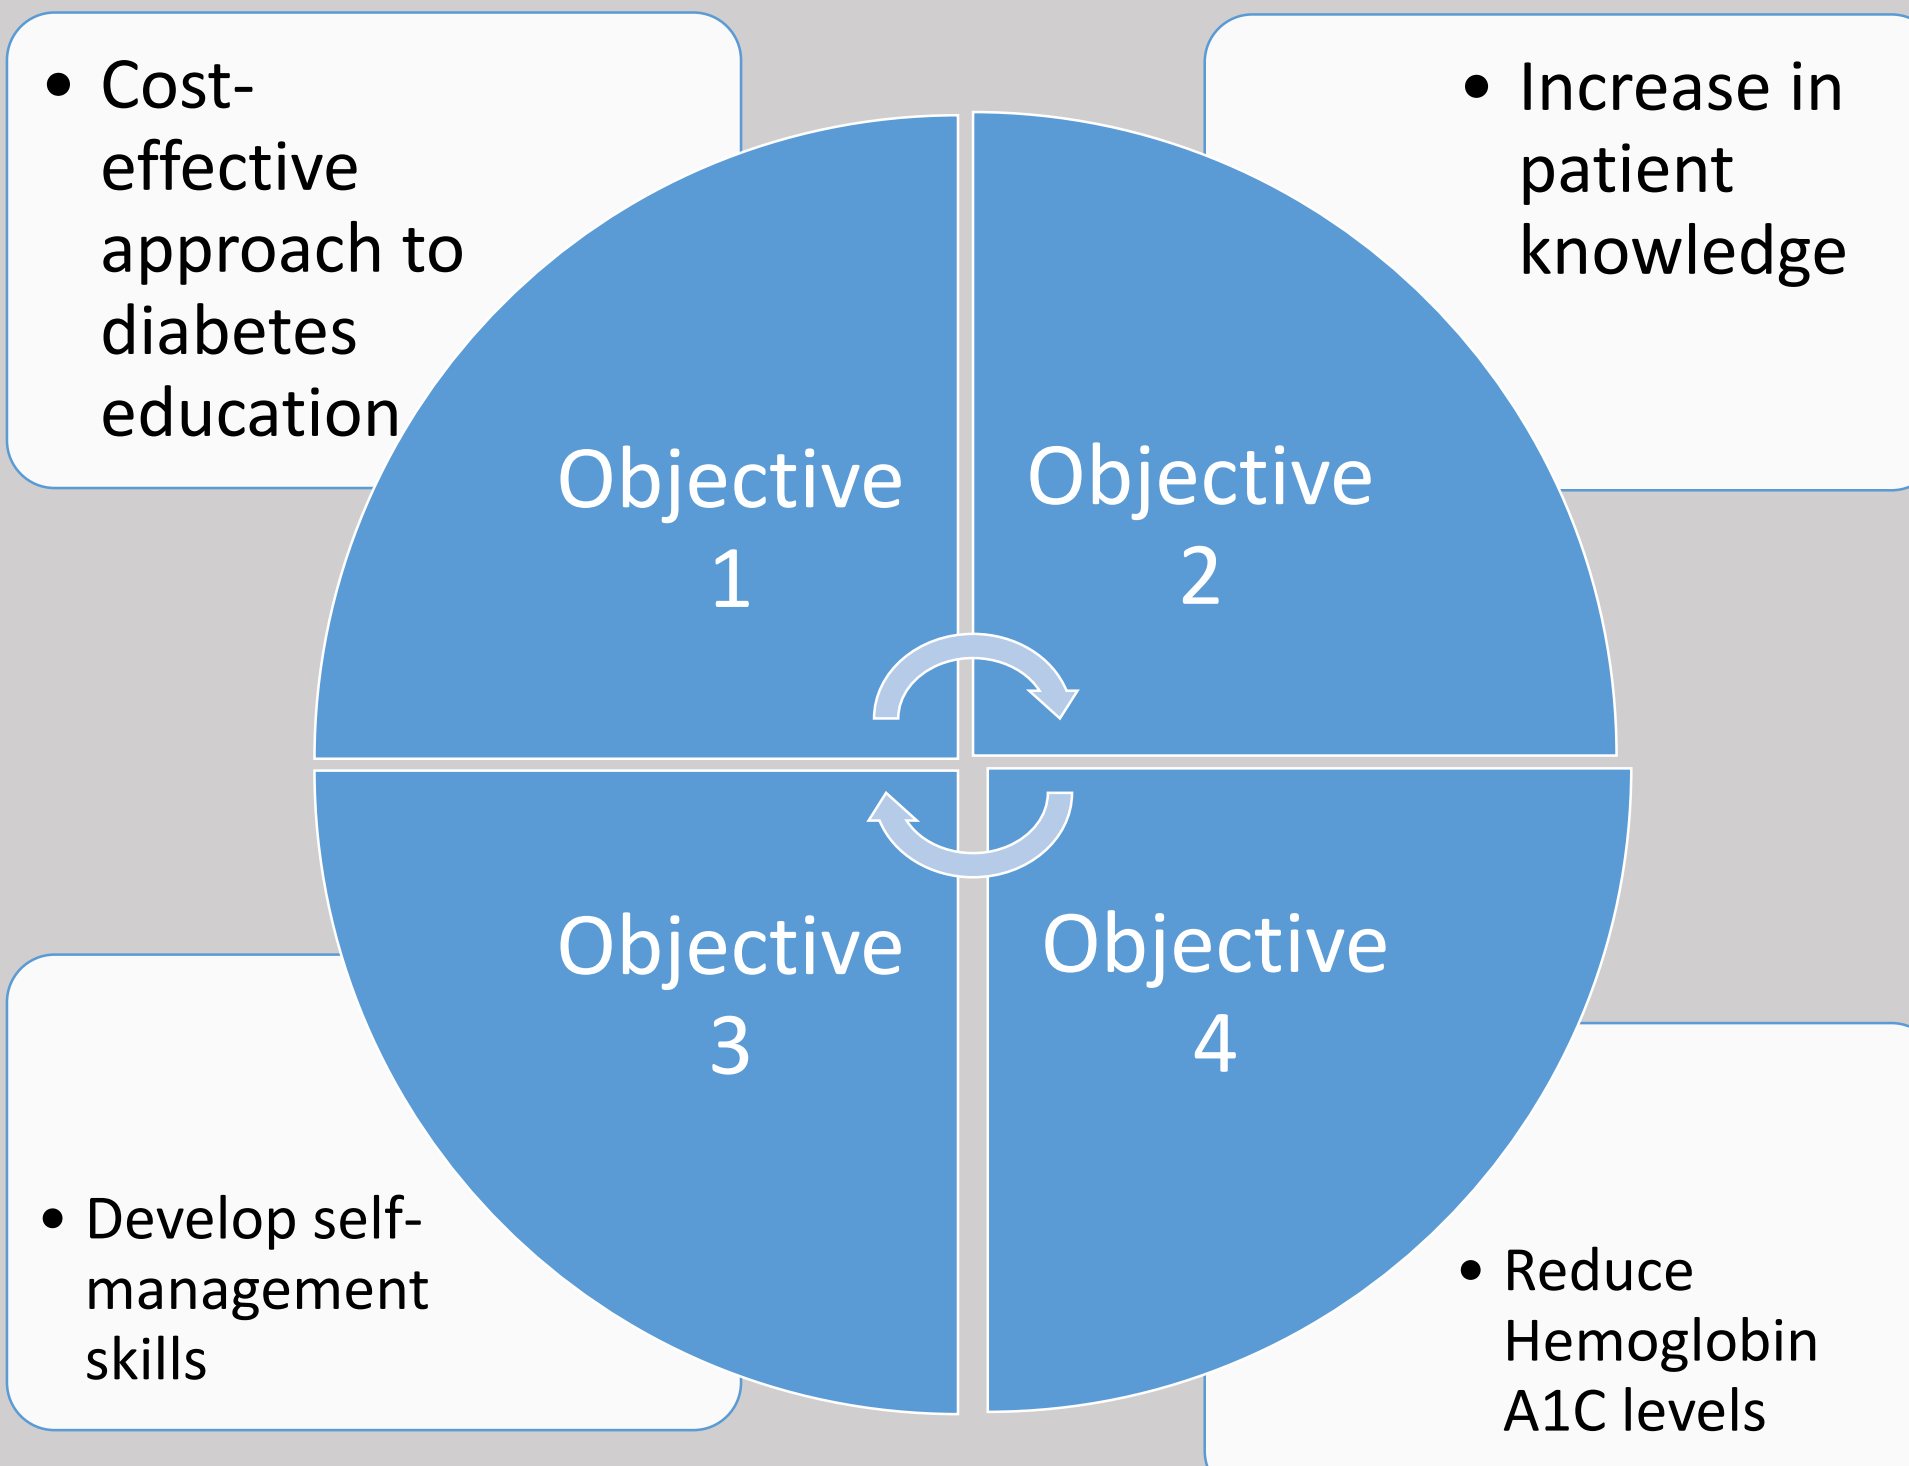 • Cost-
effective
approach to
diabetes
education
• Increase in
patient
knowledge
Objective
1
Objective
2
Objective
3
Objective
4
• Develop self-
management
skills
• Reduce
Hemoglobin
A1C levels